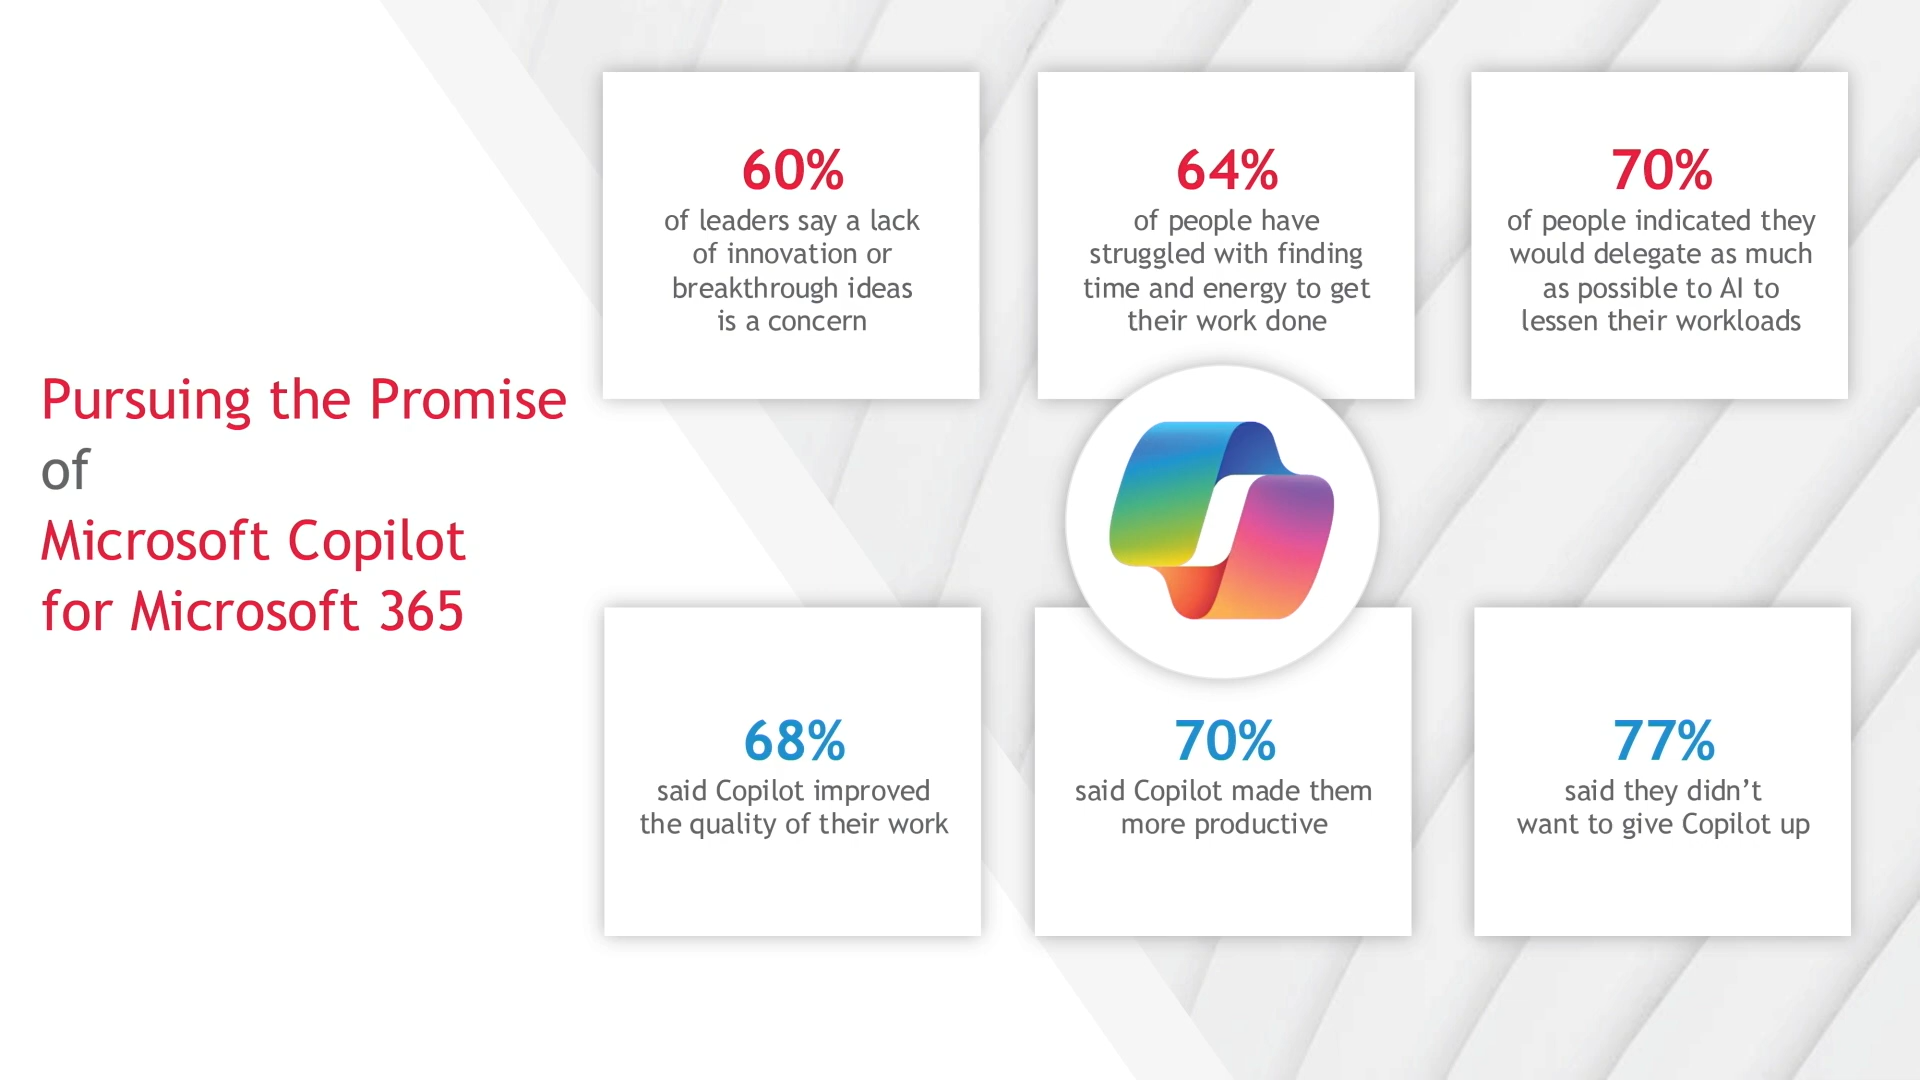 Pursuing the Promise
of
Microsoft Copilot
for Microsoft 365
60%
of leaders say a lack
of innovation or
breakthrough ideas
is a concern
64%
of people have
struggled with finding
time and energy to get
their work done
70%
of people indicated they
would delegate as much
as possible to AI to
lessen their workloads
68%
said Copilot improved
the quality of their work
70%
said Copilot made them
more productive
77%
said they didn’t
want to give Copilot up